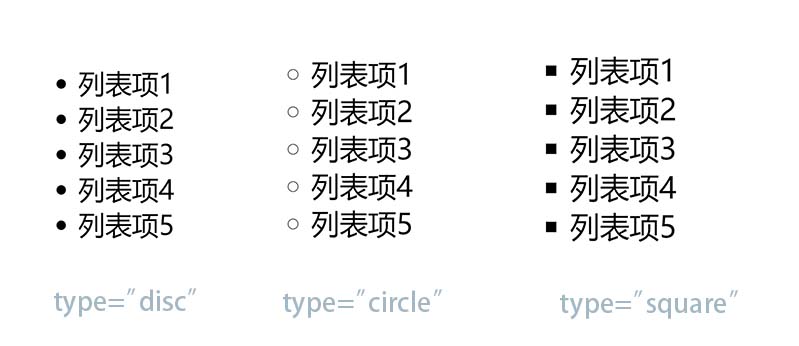 • 列表项1
• 列表项2
• 列表项3
• 列表项4
• 列表项5
type="disc"
○ 列表项1
○ 列表项2
○ 列表项3
○ 列表项4
○ 列表项5
type="circle"
■ 列表项1
■ 列表项2
■ 列表项3
■ 列表项4
■ 列表项5
type="square"